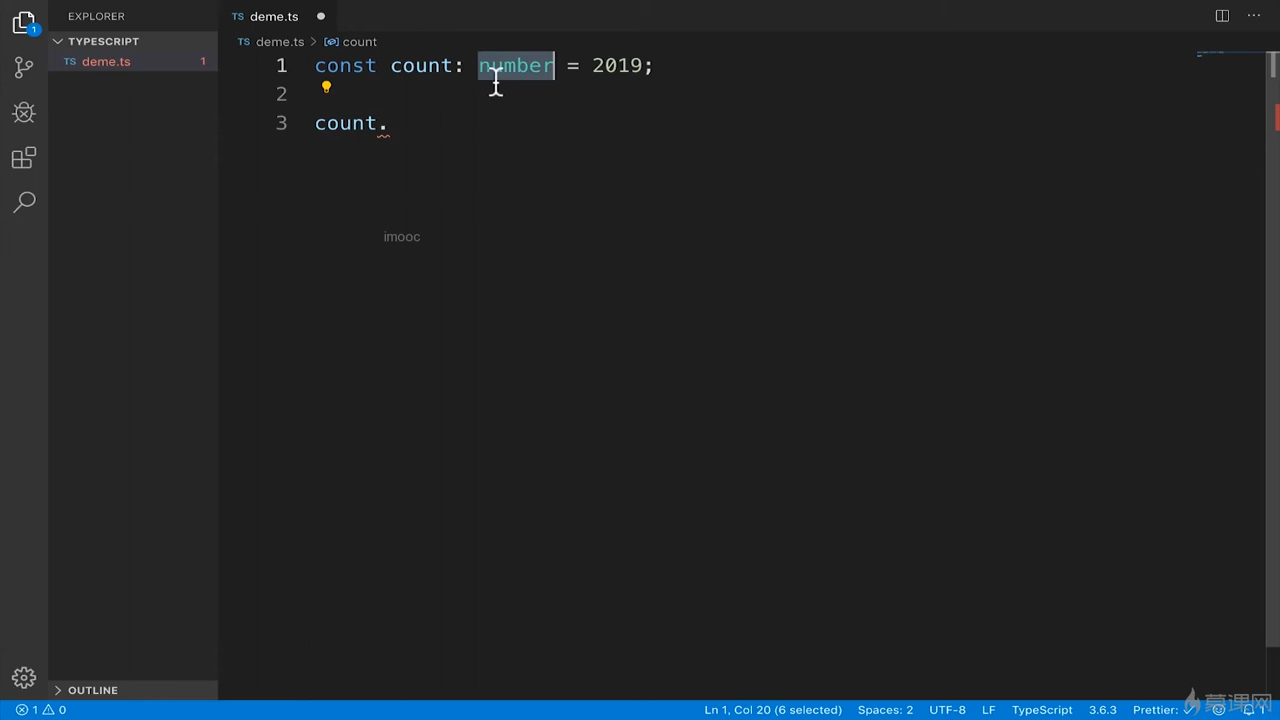 EXPLORER
TS deme.ts
TYPESCRIPT
TS deme.ts 1
TS deme.ts > count
1 const count: number = 2019;
2
3 count.
imooc
OUTLINE
1 0
Ln 1, Col 20 (6 selected) Spaces: 2 UTF-8 LF TypeScript 3.6.3 Prettier: ✓ 1
慕课网
1